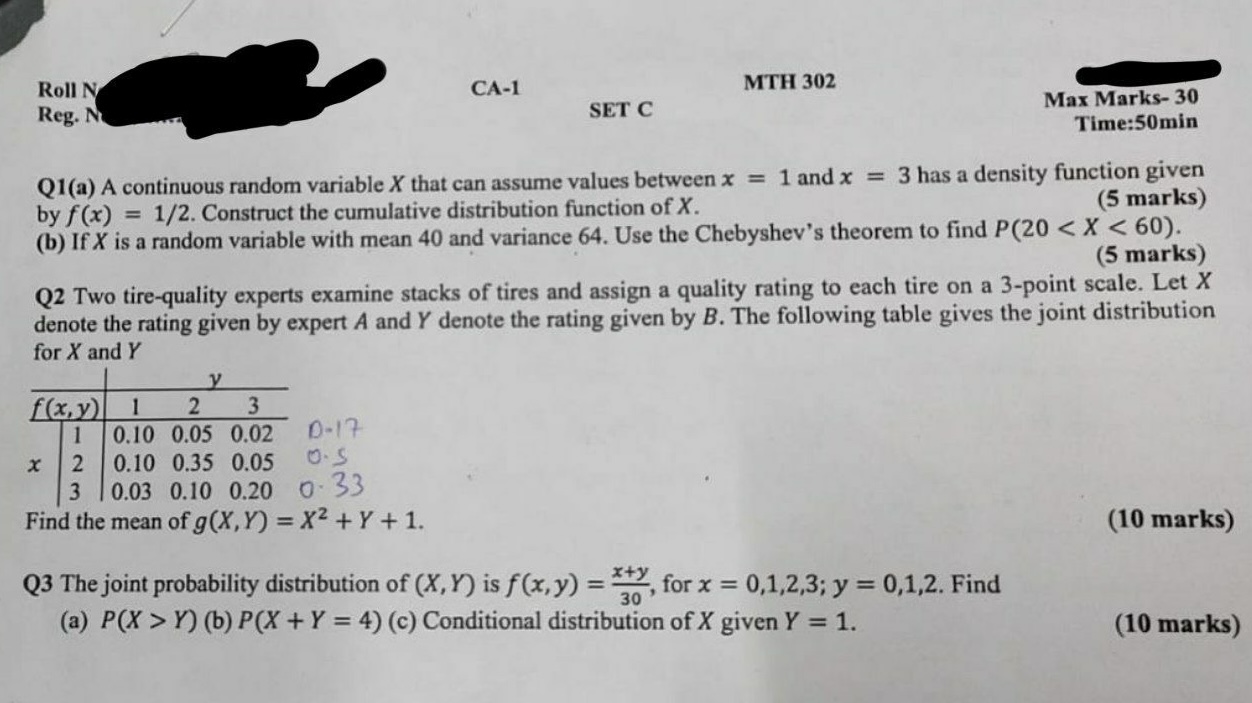 Roll N
CA-1
MTH 302
Reg. N
SET C
Max Marks- 30
Time:50min
Q1(a) A continuous random variable X that can assume values between x = 1 and x = 3 has a density function given
by f(x) = 1/2. Construct the cumulative distribution function of X. (5 marks)
(b) If X is a random variable with mean 40 and variance 64. Use the Chebyshev's theorem to find P(20 < X < 60).
(5 marks)
Q2 Two tire-quality experts examine stacks of tires and assign a quality rating to each tire on a 3-point scale. Let X
denote the rating given by expert A and Y denote the rating given by B. The following table gives the joint distribution
for X and Y
y
f(x, y) 1 2 3
1 0.10 0.05 0.02 0.17
x 2 0.10 0.35 0.05 0.5
3 0.03 0.10 0.20 0.33
Find the mean of g(X,Y) = X² + Y + 1. (10 marks)
Q3 The joint probability distribution of (X,Y) is f(x,y) = x+y/30, for x = 0,1,2,3; y = 0,1,2. Find
(a) P(X > Y) (b) P(X + Y = 4) (c) Conditional distribution of X given Y = 1. (10 marks)